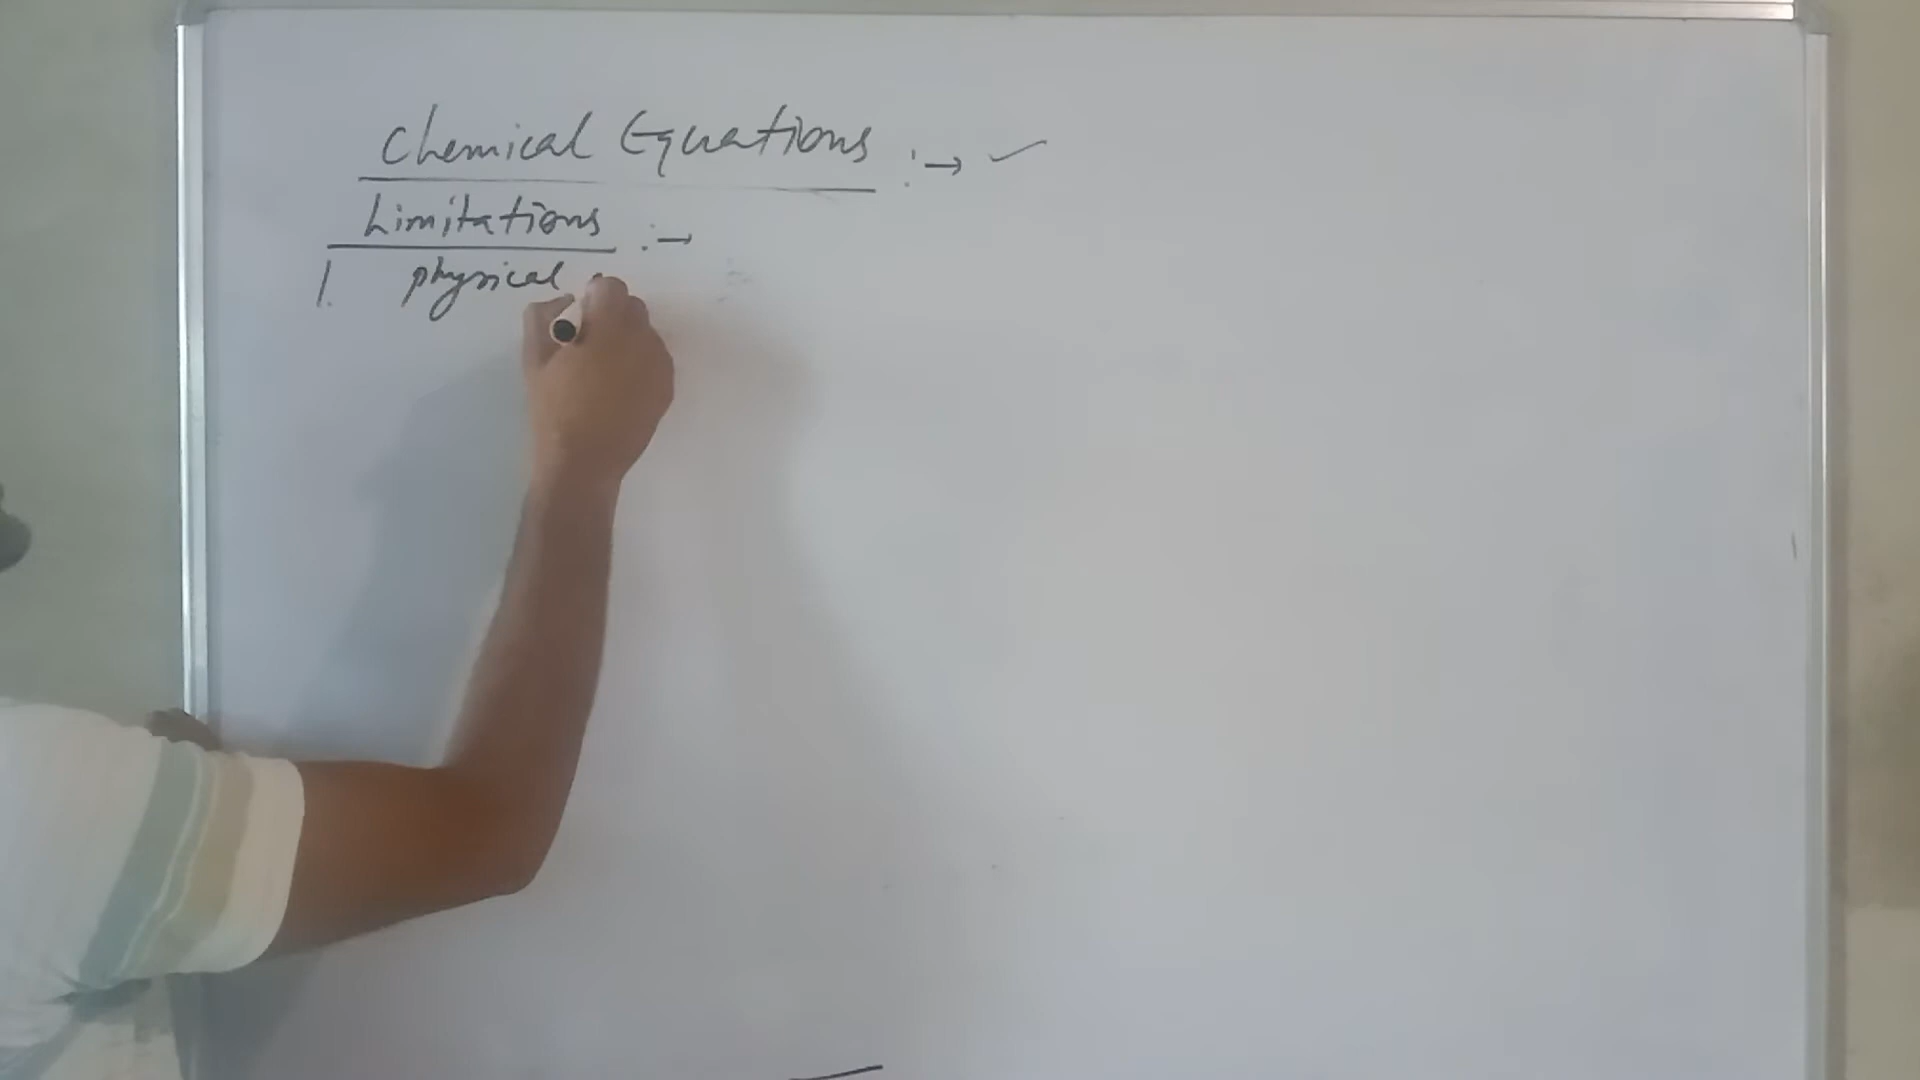 Chemical Equations :→ ✓
Limitations :→
1. physical